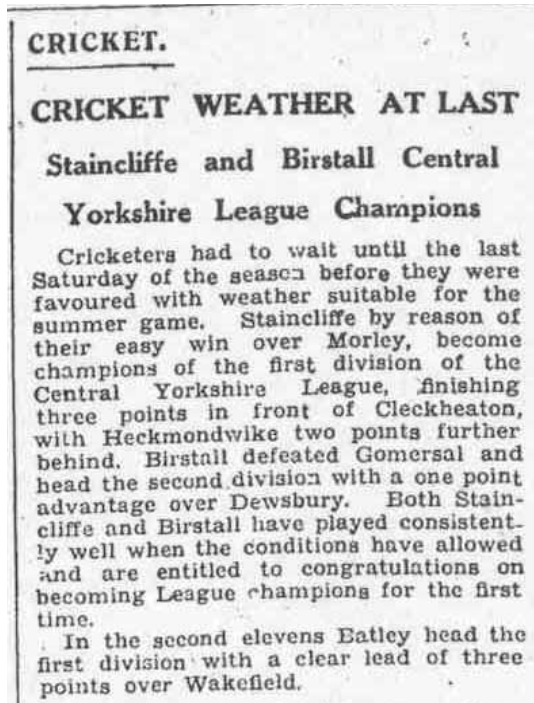 CRICKET.
CRICKET WEATHER AT LAST
Staincliffe and Birstall Central
Yorkshire League Champions
Cricketers had to wait until the last
Saturday of the season before they were
favoured with weather suitable for the
summer game. Staincliffe by reason of
their easy win over Morley, become
champions of the first division of the
Central Yorkshire League, finishing
three points in front of Cleckheaton,
with Heckmondwike two points further
behind. Birstall defeated Gomersal and
head the second division with a one point
advantage over Dewsbury. Both Stain-
cliffe and Birstall have played consistent-
ly well when the conditions have allowed
and are entitled to congratulations on
becoming League champions for the first
time.
In the second elevens Batley head the
first division with a clear lead of three
points over Wakefield.